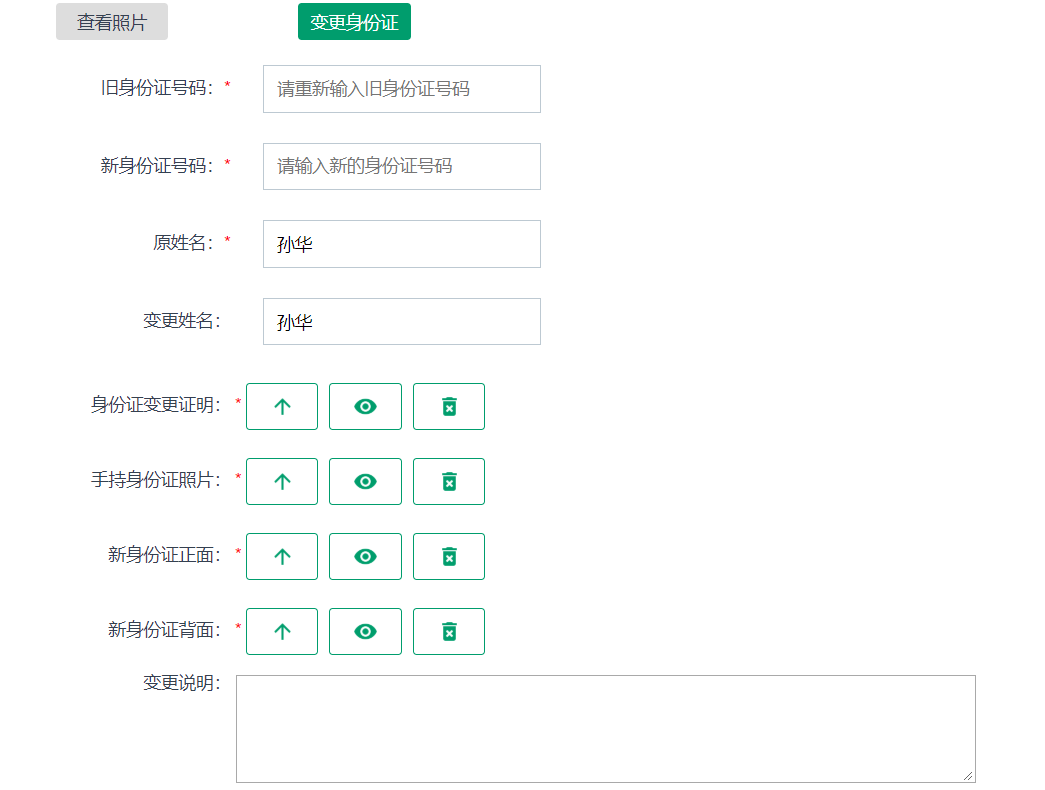 查看照片 变更身份证
旧身份证号码：* 请重新输入旧身份证号码
新身份证号码：* 请输入新的身份证号码
原姓名：* 孙华
变更姓名： 孙华
身份证变更证明：*
手持身份证照片：*
新身份证正面：*
新身份证背面：*
变更说明：